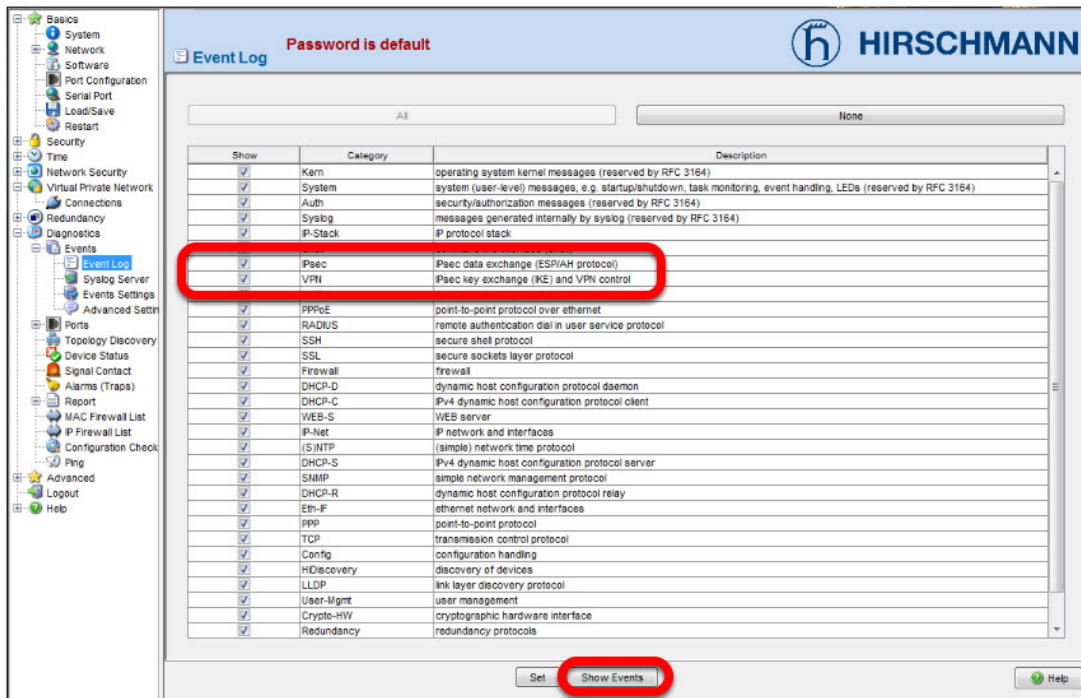 Basics
System
Network
Software
Port Configuration
Serial Port
Load/Save
Restart
Security
Time
Network Security
Virtual Private Network
Connections
Redundancy
Diagnostics
Events
Event Log
Syslog Server
Events Settings
Advanced Settin
Ports
Topology Discovery
Device Status
Signal Contact
Alarms (Traps)
Report
MAC Firewall List
IP Firewall List
Configuration Check
Ping
Advanced
Logout
Help
Event Log
Password is default
HIRSCHMANN
All None
Show Category Description
Kern operating system kernel messages (reserved by RFC 3164)
System system (user-level) messages, e.g. startup/shutdown, task monitoring, event handling, LEDs (reserved by RFC 3164)
Auth security/authorization messages (reserved by RFC 3164)
Syslog messages generated internally by syslog (reserved by RFC 3164)
IP-Stack IP protocol stack
IPsec IPsec data exchange (ESP/AH protocol)
VPN IPsec key exchange (IKE) and VPN control
PPPoE point-to-point protocol over ethernet
RADIUS remote authentication dial in user service protocol
SSH secure shell protocol
SSL secure sockets layer protocol
Firewall firewall
DHCP-D dynamic host configuration protocol daemon
DHCP-C IPv4 dynamic host configuration protocol client
WEB-S WEB server
IP-Net IP network and interfaces
(S)NTP (simple) network time protocol
DHCP-S IPv4 dynamic host configuration protocol server
SNMP simple network management protocol
DHCP-R dynamic host configuration protocol relay
Eth-IF ethernet network and interfaces
PPP point-to-point protocol
TCP transmission control protocol
Config configuration handling
HiDiscovery discovery of devices
LLDP link layer discovery protocol
User-Mgmt user management
Crypto-HW cryptographic hardware interface
Redundancy redundancy protocols
Set Show Events Help